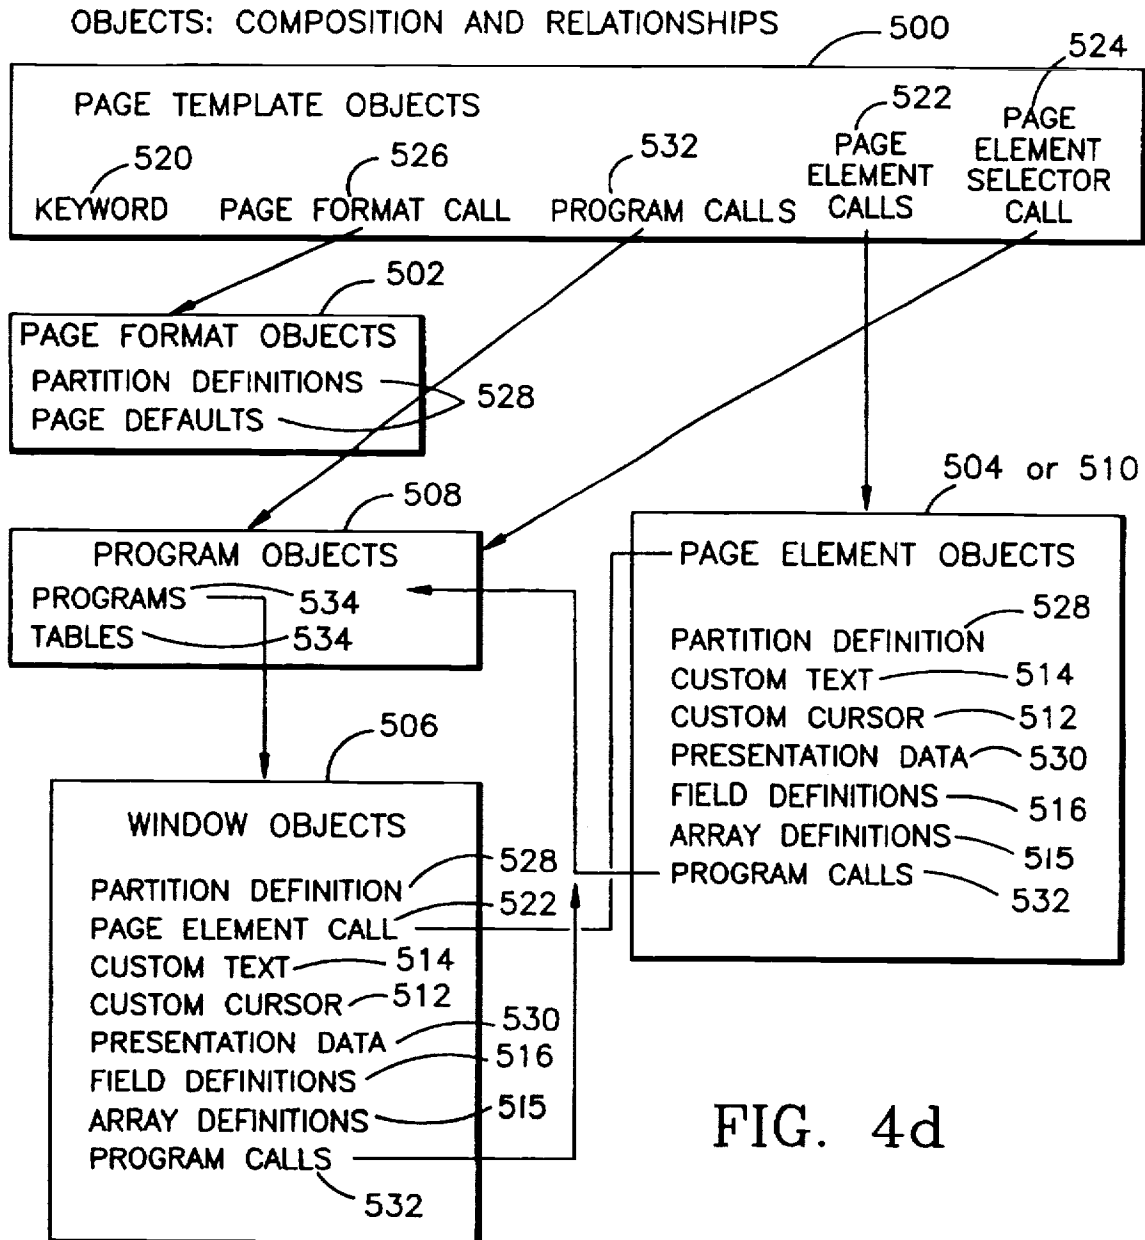 OBJECTS: COMPOSITION AND RELATIONSHIPS
500
524
PAGE TEMPLATE OBJECTS
522
PAGE
ELEMENT
CALLS
PAGE
ELEMENT
SELECTOR
CALL
520
KEYWORD
526
PAGE FORMAT CALL
532
PROGRAM CALLS
502
PAGE FORMAT OBJECTS
PARTITION DEFINITIONS
PAGE DEFAULTS
528
508
PROGRAM OBJECTS
PROGRAMS 534
TABLES 534
504 or 510
PAGE ELEMENT OBJECTS
528
PARTITION DEFINITION
CUSTOM TEXT 514
CUSTOM CURSOR 512
PRESENTATION DATA 530
FIELD DEFINITIONS 516
ARRAY DEFINITIONS 515
PROGRAM CALLS 532
506
WINDOW OBJECTS
PARTITION DEFINITION 528
PAGE ELEMENT CALL 522
CUSTOM TEXT 514
CUSTOM CURSOR 512
PRESENTATION DATA 530
FIELD DEFINITIONS 516
ARRAY DEFINITIONS 515
PROGRAM CALLS
532
FIG. 4d